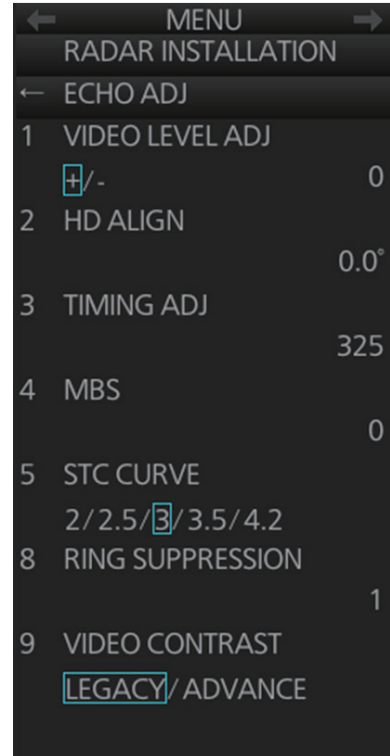 ← MENU →
RADAR INSTALLATION
← ECHO ADJ
1 VIDEO LEVEL ADJ
+/- 0
2 HD ALIGN
0.0°
3 TIMING ADJ
325
4 MBS
0
5 STC CURVE
2/2.5/3/3.5/4.2
8 RING SUPPRESSION
1
9 VIDEO CONTRAST
LEGACY/ADVANCE